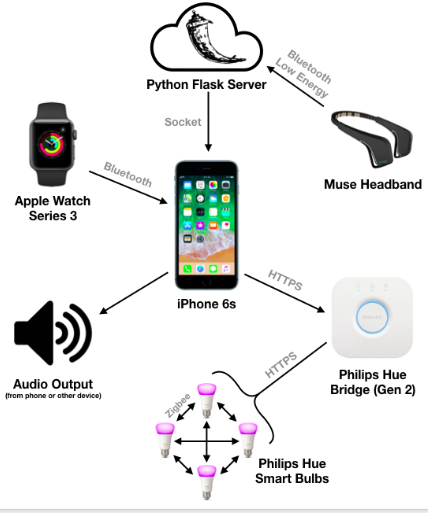 Bluetooth
Low Energy
Python Flask Server
Socket
Muse Headband
Bluetooth
Apple Watch
Series 3
iPhone 6s
HTTPS
Philips Hue
Bridge (Gen 2)
Audio Output
(from phone or other device)
HTTPS
Zigbee
Philips Hue
Smart Bulbs